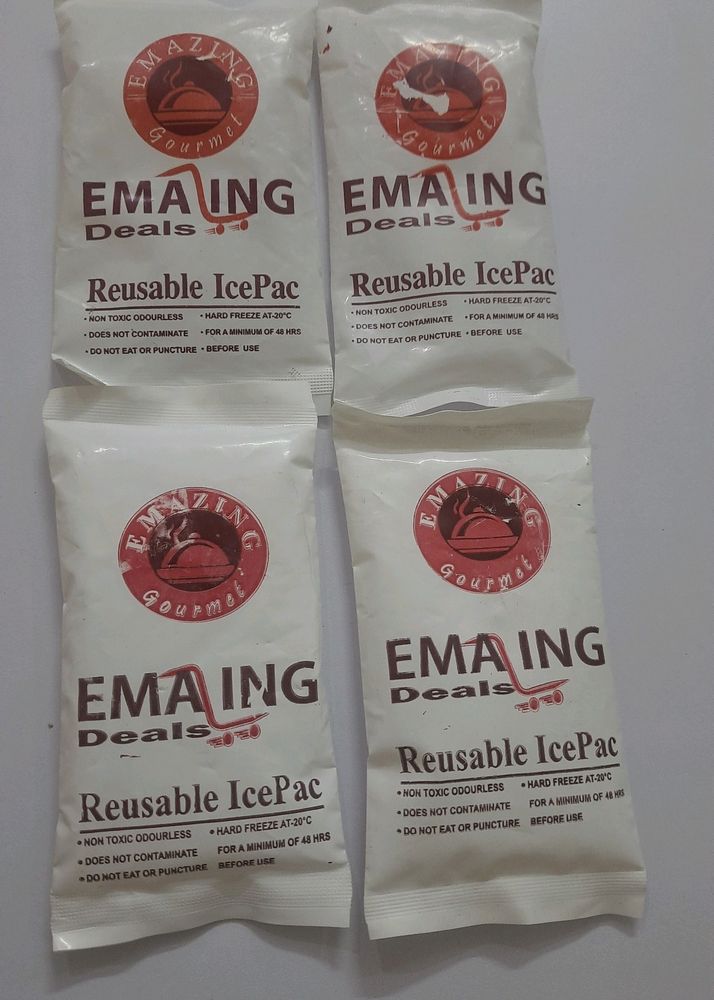 EMAZING
Gourmet
EMAZING
Deals
Reusable IcePac
• NON TOXIC ODOURLESS • HARD FREEZE AT-20°C
• DOES NOT CONTAMINATE • FOR A MINIMUM OF 48 HRS
• DO NOT EAT OR PUNCTURE • BEFORE USE
EMAZING
Gourmet
EMAZING
Deals
Reusable IcePac
• NON TOXIC ODOURLESS • HARD FREEZE AT-20°C
• DOES NOT CONTAMINATE • FOR A MINIMUM OF 48 HRS
• DO NOT EAT OR PUNCTURE • BEFORE USE
EMAZING
Gourmet
EMAZING
Deals
Reusable IcePac
• NON TOXIC ODOURLESS • HARD FREEZE AT-20°C
• DOES NOT CONTAMINATE FOR A MINIMUM OF 48 HRS
• DO NOT EAT OR PUNCTURE BEFORE USE
EMAZING
Gourmet
EMAZING
Deals
Reusable IcePac
• NON TOXIC ODOURLESS • HARD FREEZE AT-20°C
• DOES NOT CONTAMINATE FOR A MINIMUM OF 48 HRS
• DO NOT EAT OR PUNCTURE BEFORE USE